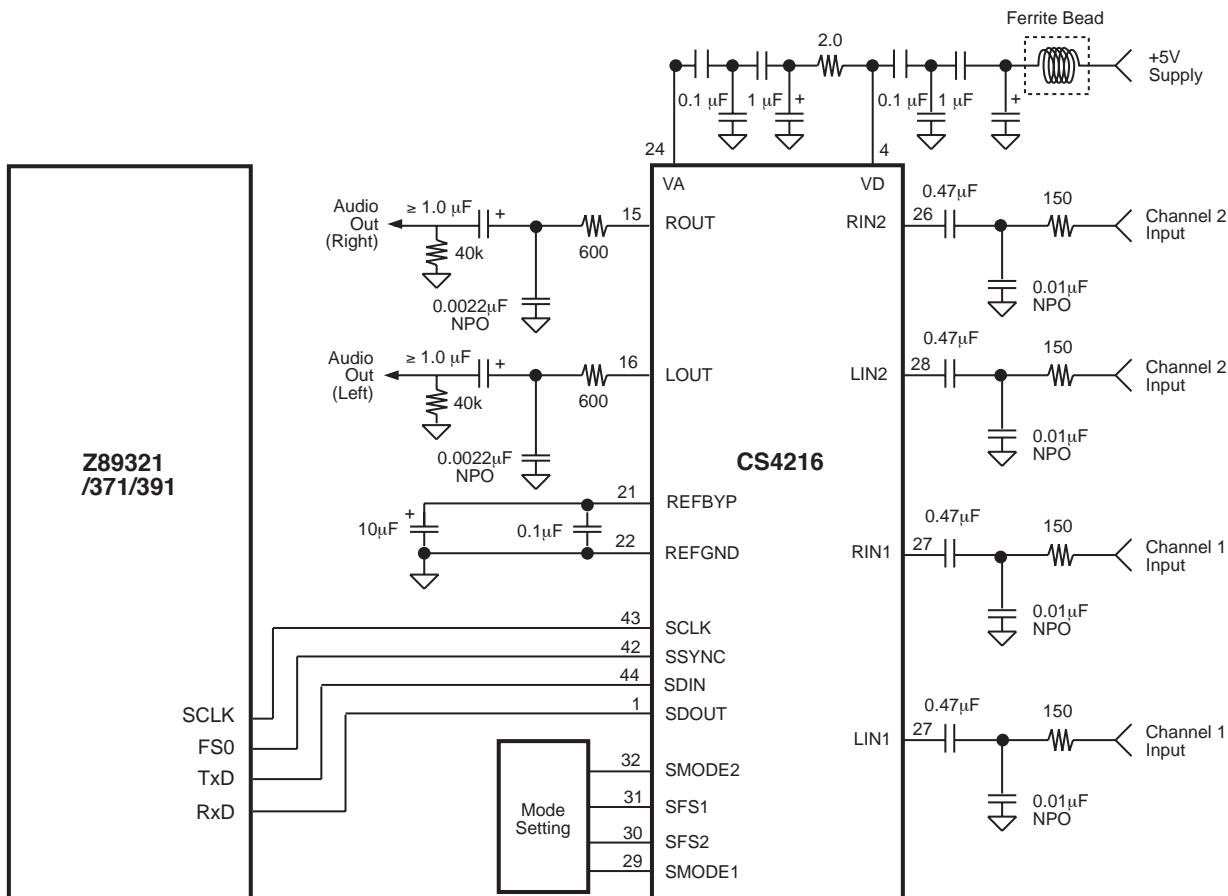 Ferrite Bead
+5V
Supply
2.0
0.1 µF
1 µF
+
0.1 µF
1 µF
+
24
4
VA
VD
Audio
Out
(Right)
≥ 1.0 µF
+
40k
600
15
ROUT
0.0022µF
NPO
RIN2
26
0.47µF
150
Channel 2
Input
0.01µF
NPO
Audio
Out
(Left)
≥ 1.0 µF
+
40k
600
16
LOUT
0.0022µF
NPO
LIN2
28
0.47µF
150
Channel 2
Input
0.01µF
NPO
Z89321
/371/391
CS4216
21
REFBYP
10µF
+
0.1µF
22
REFGND
RIN1
27
0.47µF
150
Channel 1
Input
0.01µF
NPO
43
SCLK
42
SSYNC
44
SDIN
1
SDOUT
SCLK
FS0
TxD
RxD
LIN1
27
0.47µF
150
Channel 1
Input
0.01µF
NPO
Mode
Setting
32
SMODE2
31
SFS1
30
SFS2
29
SMODE1